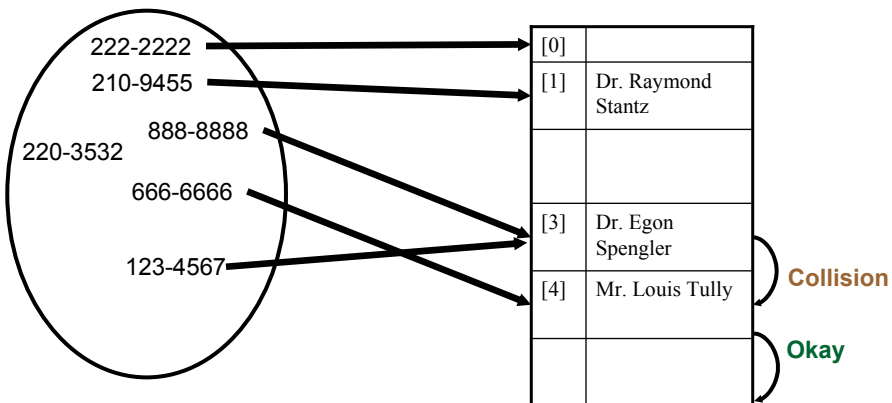 222-2222
210-9455
888-8888
220-3532
666-6666
123-4567
[0]
[1] Dr. Raymond
Stantz
[3] Dr. Egon
Spengler
[4] Mr. Louis Tully
Collision
Okay